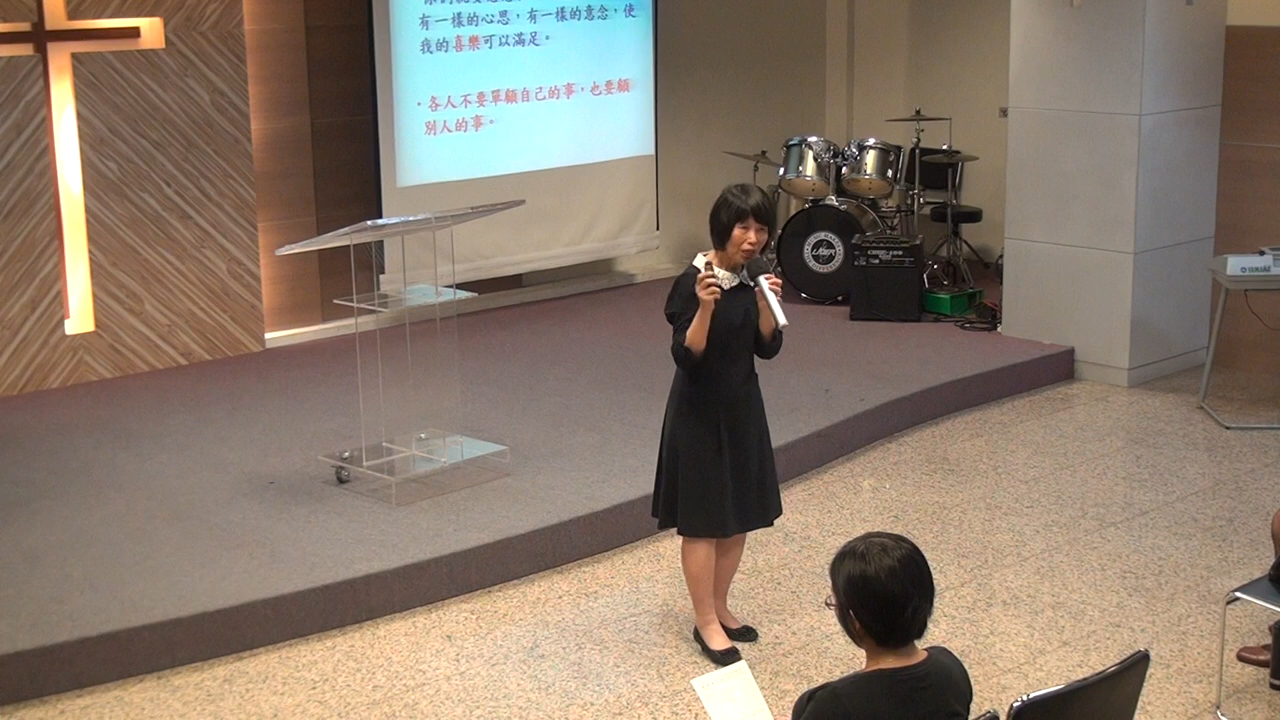 有一樣的心思，有一樣的意念，使
我的喜樂可以滿足。
·各人不要單顧自己的事，也要顧
別人的事。
YAMAHA